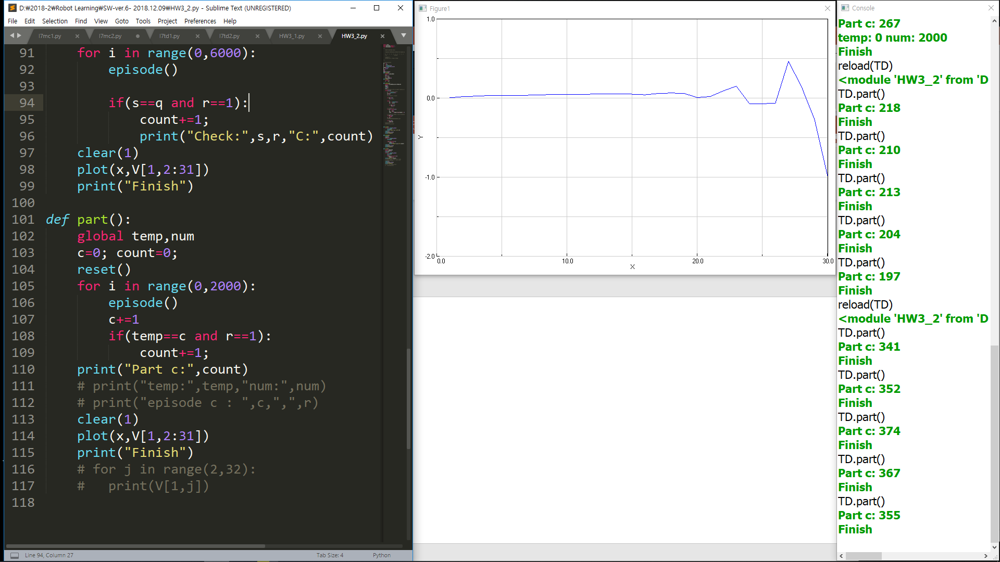 D:₩2018-2₩Robot Learning₩SW-ver.6- 2018.12.09₩HW3_2.py - Sublime Text (UNREGISTERED)
File Edit Selection Find View Goto Tools Project Preferences Help
l7mc1.py l7mc2.py l7td1.py l7td2.py HW3_1.py HW3_2.py
91 for i in range(0,6000):
92 episode()
93
94 if(s==q and r==1):
95 count+=1;
96 print("Check:",s,r,"C:",count)
97 clear(1)
98 plot(x,V[1,2:31])
99 print("Finish")
100
101 def part():
102 global temp,num
103 c=0; count=0;
104 reset()
105 for i in range(0,2000):
106 episode()
107 c+=1
108 if(temp==c and r==1):
109 count+=1;
110 print("Part c:",count)
111 # print("temp:",temp,"num:",num)
112 # print("episode c : ",c,",",r)
113 clear(1)
114 plot(x,V[1,2:31])
115 print("Finish")
116 # for j in range(2,32):
117 # print(V[1,j])
118
Line 94, Column 27 Tab Size: 4 Python
Figure1
1.0
0.0
Y
-1.0
-2.0
0.0 10.0 20.0 30.0
X
Console
Part c: 267
temp: 0 num: 2000
Finish
reload(TD)
<module 'HW3_2' from 'D
TD.part()
Part c: 218
Finish
TD.part()
Part c: 210
Finish
TD.part()
Part c: 213
Finish
TD.part()
Part c: 204
Finish
TD.part()
Part c: 197
Finish
reload(TD)
<module 'HW3_2' from 'D
TD.part()
Part c: 341
Finish
TD.part()
Part c: 352
Finish
TD.part()
Part c: 374
Finish
TD.part()
Part c: 367
Finish
TD.part()
Part c: 355
Finish